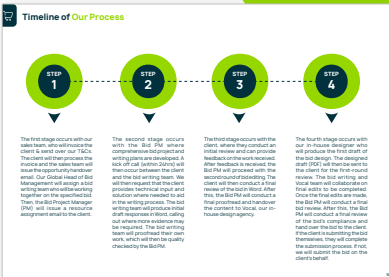 Timeline of Our Process
STEP
1
STEP
2
STEP
3
STEP
4
The first stage occurs with our
sales team, who will invoice the
client & send over our T&Cs.
The client will then process the
invoice and the sales team will
issue the opportunity handover
email. Our Global Head of Bid
Management will assign a bid
writing team who will be working
together on the specified bid.
Then, the Bid Project Manager
(PM) will issue a resource
assignment email to the client.
The second stage occurs
with the Bid PM where
comprehensive bid project and
writing plans are developed. A
kick off call (within 24hrs) will
then occur between the client
and the bid writing team. We
will then request that the client
provides technical input and
solution where needed to aid
in the writing process. The bid
writing team will produce initial
draft responses in Word, calling
out where more evidence may
be required. The bid writing
team will proofread their own
work, which will then be quality
checked by the Bid PM.
The third stage occurs with the
client, where they conduct an
initial review and can provide
feedback on the work received.
After feedback is received, the
Bid PM will proceed with the
second round of bid editing. The
client will then conduct a final
review of the bid in Word. After
this, the Bid PM will conduct a
final proofread and handover
the content to Vocal, our in-
house design agency.
The fourth stage occurs with
our in-house designer who
will produce the first draft of
the bid design. The designed
draft (PDF) will then be sent to
the client for the first-round
review. The bid writing and
Vocal team will collaborate on
final edits to be completed.
Once the final edits are made,
the Bid PM will conduct a final
bid review. After this, the Bid
PM will conduct a final review
of the bid's compliance and
hand over the bid to the client.
If the client is submitting the bid
themselves, they will complete
the submission process. If not,
we will submit the bid on the
client's behalf.